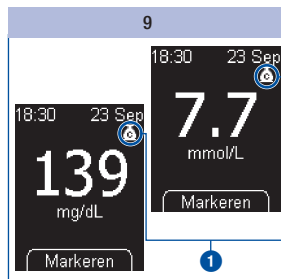 9
18:30 23 Sep
7.7
mmol/L
Markeren
18:30 23 Sep
139
mg/dL
Markeren
1